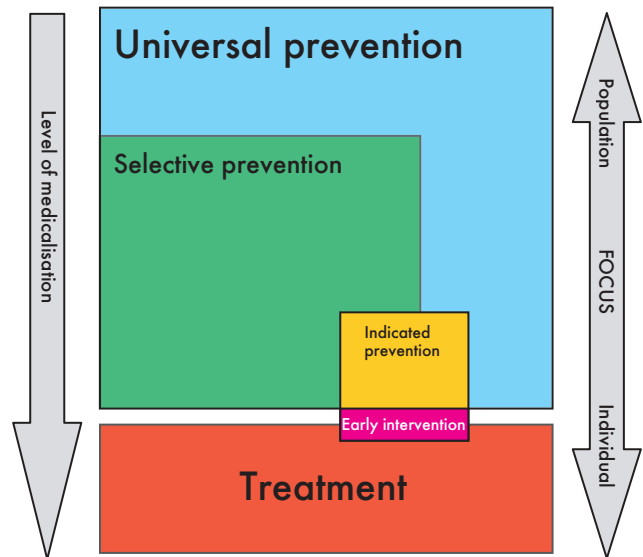 Universal prevention
Level of medicalisation
Selective prevention
Population
FOCUS
Individual
Indicated
prevention
Early intervention
Treatment